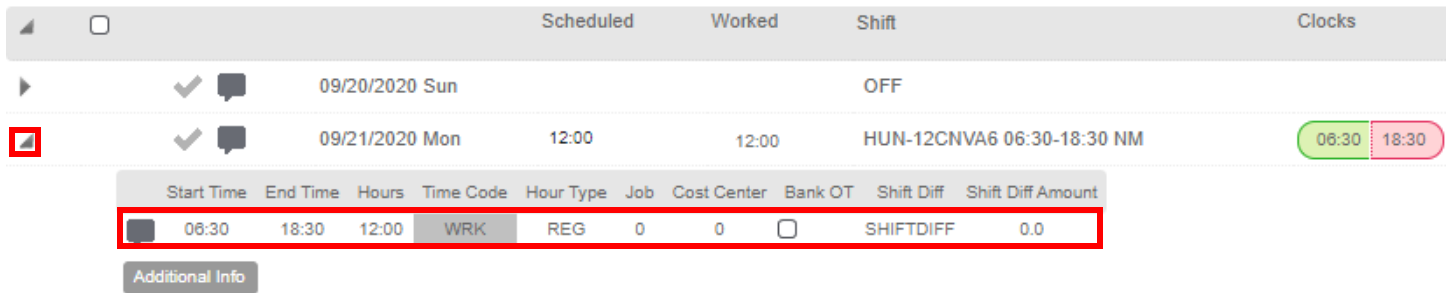 Scheduled Worked Shift Clocks
09/20/2020 Sun OFF
09/21/2020 Mon 12:00 12:00 HUN-12CNVA6 06:30-18:30 NM 06:30 18:30
Start Time End Time Hours Time Code Hour Type Job Cost Center Bank OT Shift Diff Shift Diff Amount
06:30 18:30 12:00 WRK REG 0 0 SHIFTDIFF 0.0
Additional Info